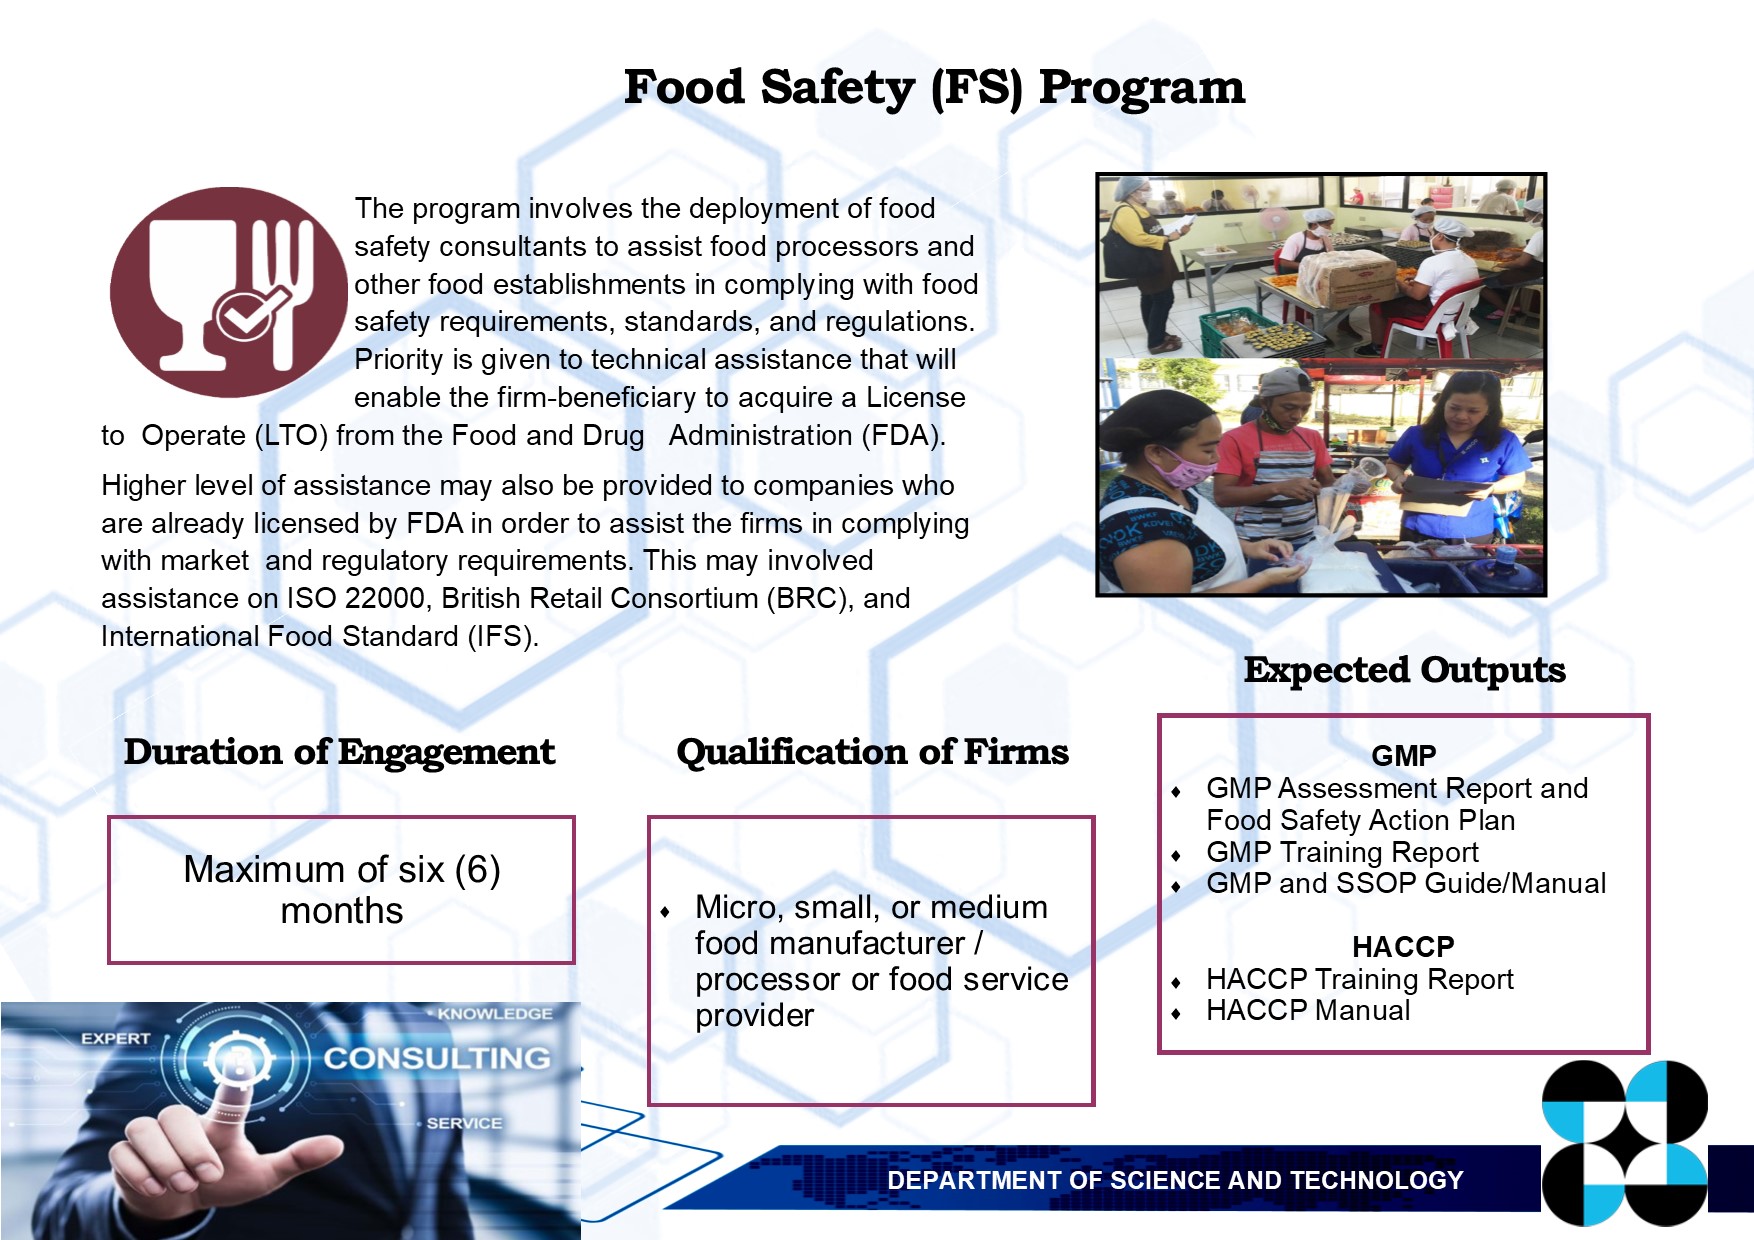 Food Safety (FS) Program
The program involves the deployment of food
safety consultants to assist food processors and
other food establishments in complying with food
safety requirements, standards, and regulations.
Priority is given to technical assistance that will
enable the firm-beneficiary to acquire a License
to Operate (LTO) from the Food and Drug Administration (FDA).
Higher level of assistance may also be provided to companies who
are already licensed by FDA in order to assist the firms in complying
with market and regulatory requirements. This may involved
assistance on ISO 22000, British Retail Consortium (BRC), and
International Food Standard (IFS).
Duration of Engagement
Maximum of six (6)
months
Qualification of Firms
♦ Micro, small, or medium
food manufacturer /
processor or food service
provider
Expected Outputs
GMP
♦ GMP Assessment Report and
Food Safety Action Plan
♦ GMP Training Report
♦ GMP and SSOP Guide/Manual
HACCP
♦ HACCP Training Report
♦ HACCP Manual
KNOWLEDGE
EXPERT
CONSULTING
SERVICE
DEPARTMENT OF SCIENCE AND TECHNOLOGY